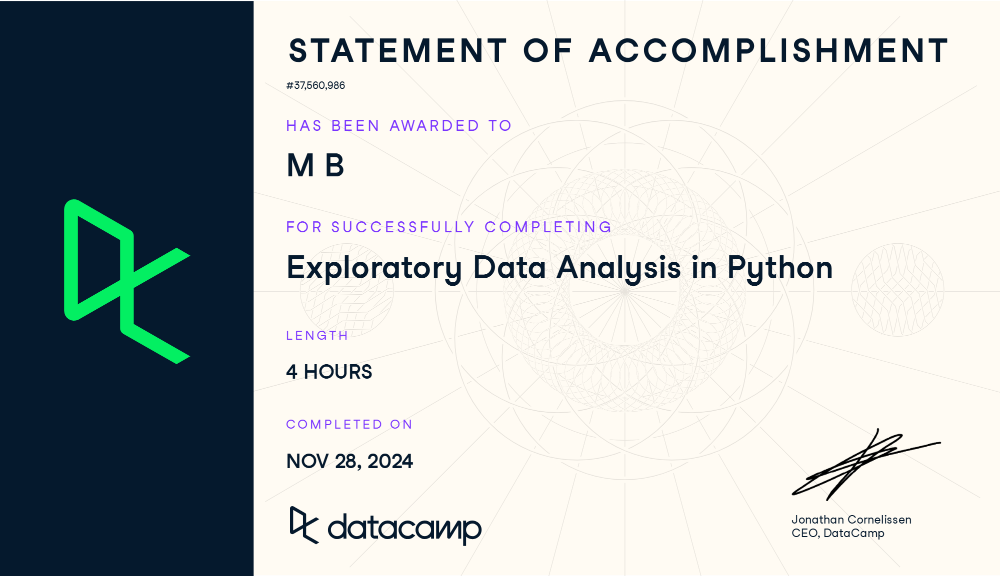 STATEMENT OF ACCOMPLISHMENT
#37,560,986
HAS BEEN AWARDED TO
M B
FOR SUCCESSFULLY COMPLETING
Exploratory Data Analysis in Python
LENGTH
4 HOURS
COMPLETED ON
NOV 28, 2024
datacamp
Jonathan Cornelissen
CEO, DataCamp